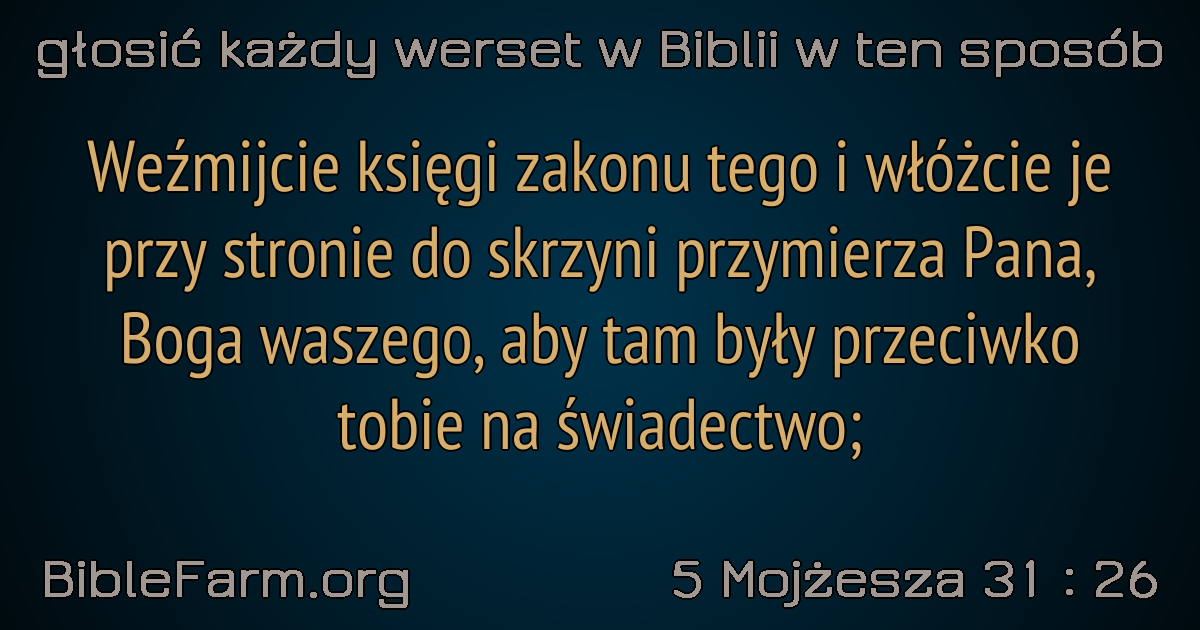 głosić każdy werset w Biblii w ten sposób
Weźmijcie księgi zakonu tego i włóżcie je
przy stronie do skrzyni przymierza Pana,
Boga waszego, aby tam były przeciwko
tobie na świadectwo;
BibleFarm.org
5 Mojżesza 31 : 26